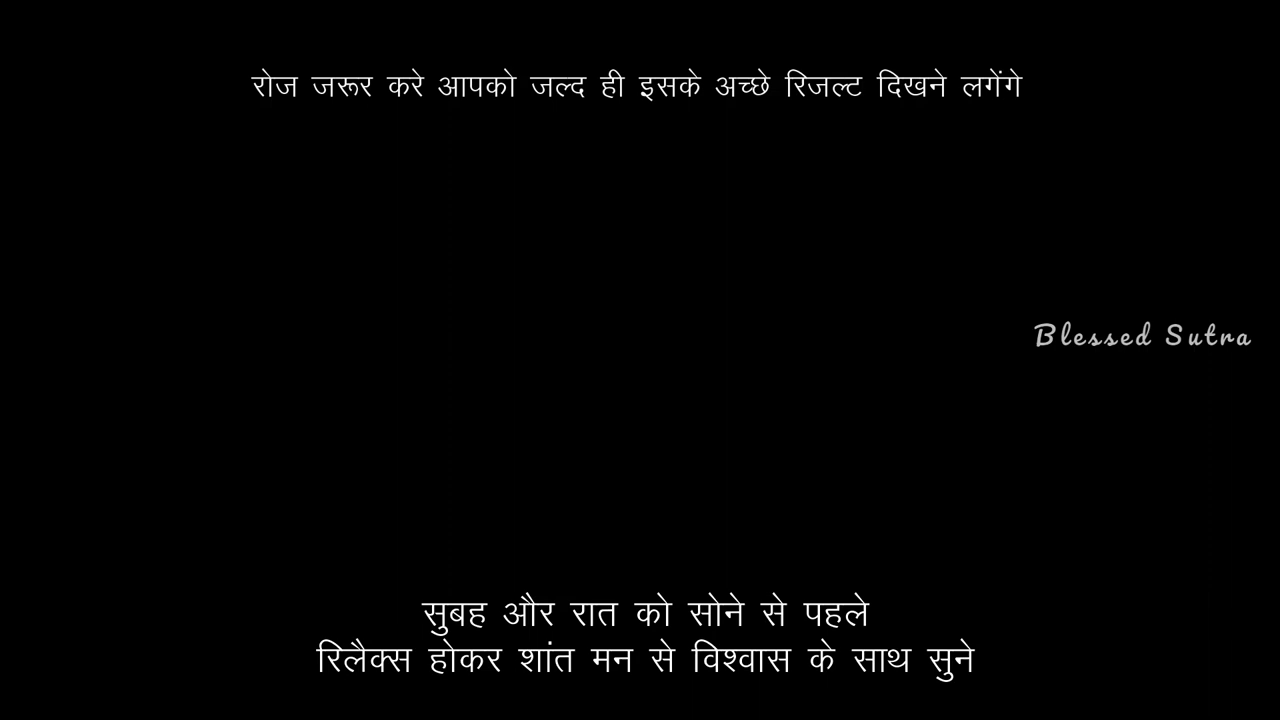 रोज जरूर करे आपको जल्द ही इसके अच्छे रिजल्ट दिखने लगेंगे
Blessed Sutra
सुबह और रात को सोने से पहले
रिलैक्स होकर शांत मन से विश्वास के साथ सुने